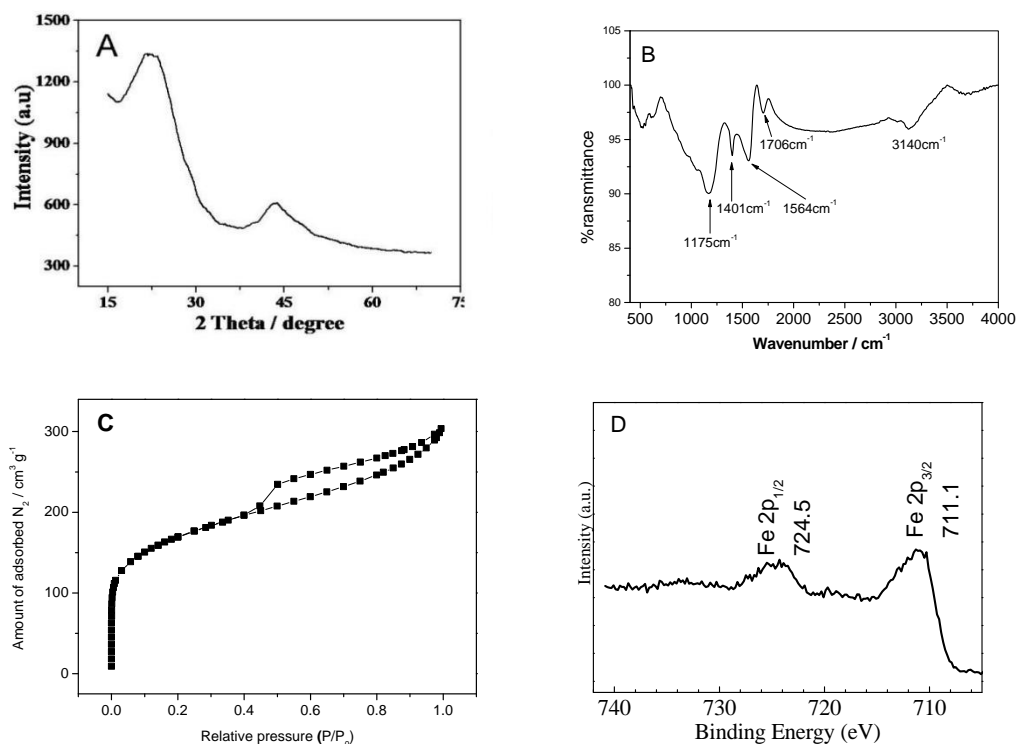 A
1500
1200
900
600
300
Intensity (a.u)
15 30 45 60 75
2 Theta / degree
B
105
100
95
90
85
80
%transmittance
1706cm-1
3140cm-1
1401cm-1
1564cm-1
1175cm-1
500 1000 1500 2000 2500 3000 3500 4000
Wavenumber / cm-1
C
300
200
100
0
Amount of adsorbed N2 / cm3 g-1
0.0 0.2 0.4 0.6 0.8 1.0
Relative pressure (P/P0)
D
Intensity (a.u.)
Fe 2p1/2
724.5
Fe 2p3/2
711.1
740 730 720 710
Binding Energy (eV)